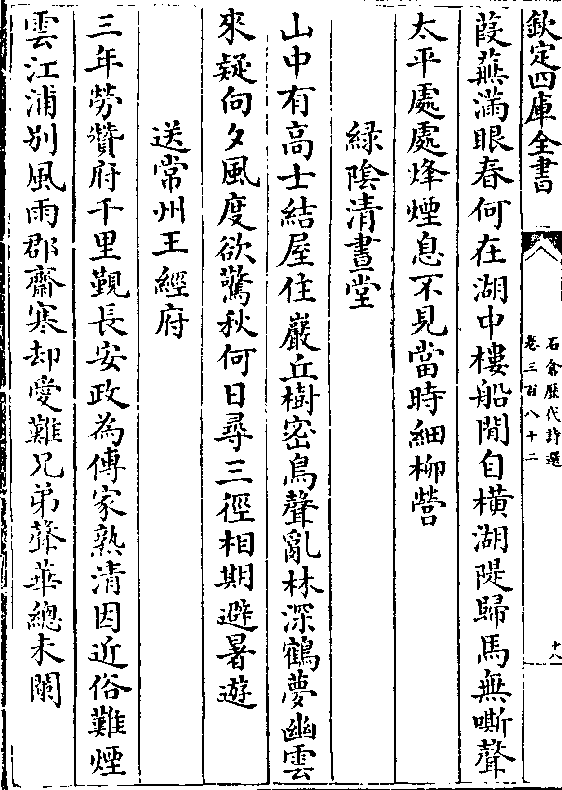 欽定四庫全書
石倉歷代詩選
卷三百八十二
十八
葭蕪滿眼春何在湖中樓船閒自橫湖隄歸馬無嘶聲
太平處處烽煙息不見當時細柳營
綠陰清晝堂
山中有高士結屋住巖丘樹密鳥聲亂林深鶴夢幽雲
來疑向夕風度欲驚秋何日尋三徑相期避暑遊
送常州王經府
三年勞贊府千里覲長安政為傳家熟清因近俗難煙
雲江浦別風雨郡齋寒却愛難兄弟聲華總未闌